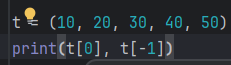 t = (10, 20, 30, 40, 50)
print(t[0], t[-1])